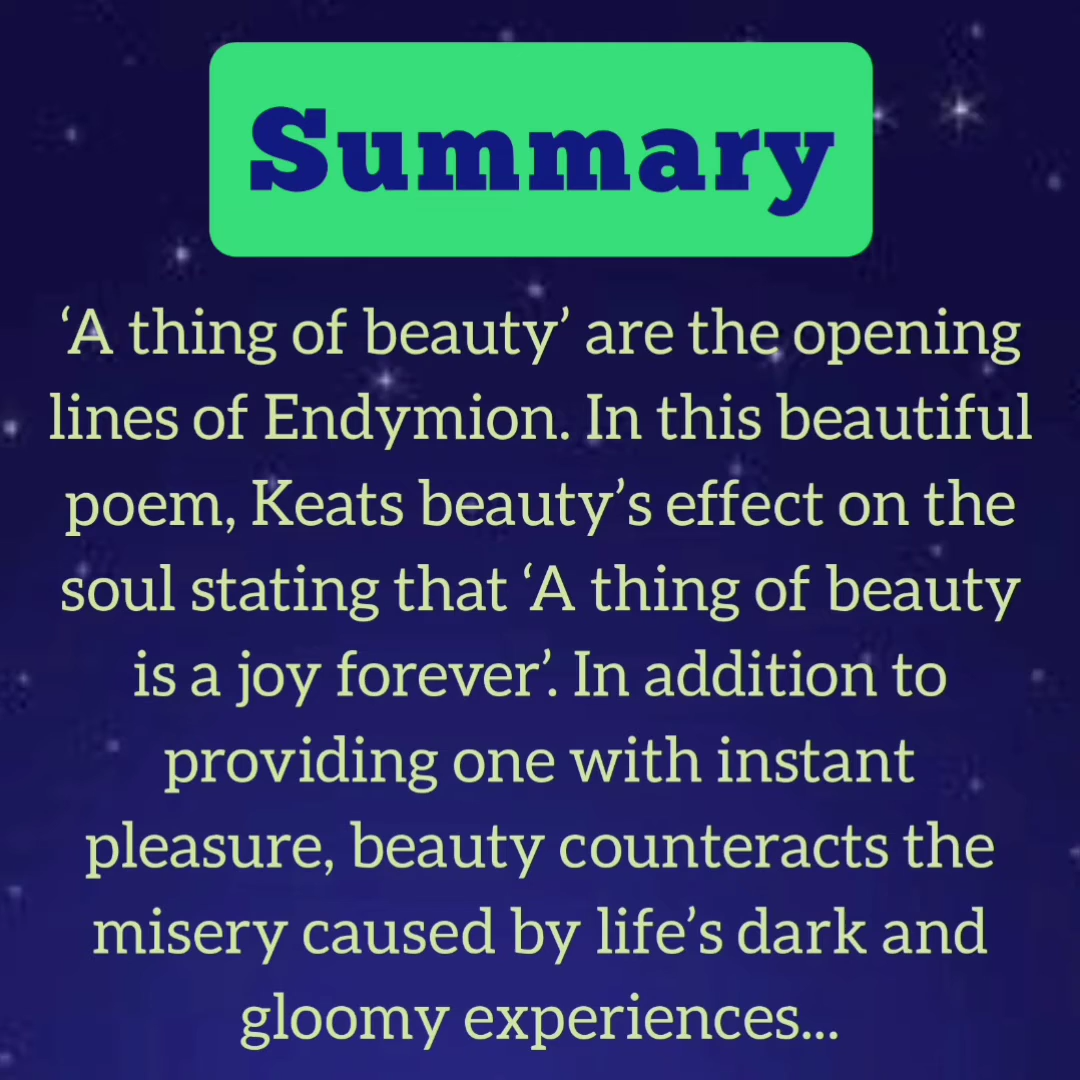 Summary
‘A thing of beauty’ are the opening
lines of Endymion. In this beautiful
poem, Keats beauty’s effect on the
soul stating that ‘A thing of beauty
is a joy forever’. In addition to
providing one with instant
pleasure, beauty counteracts the
misery caused by life’s dark and
gloomy experiences...